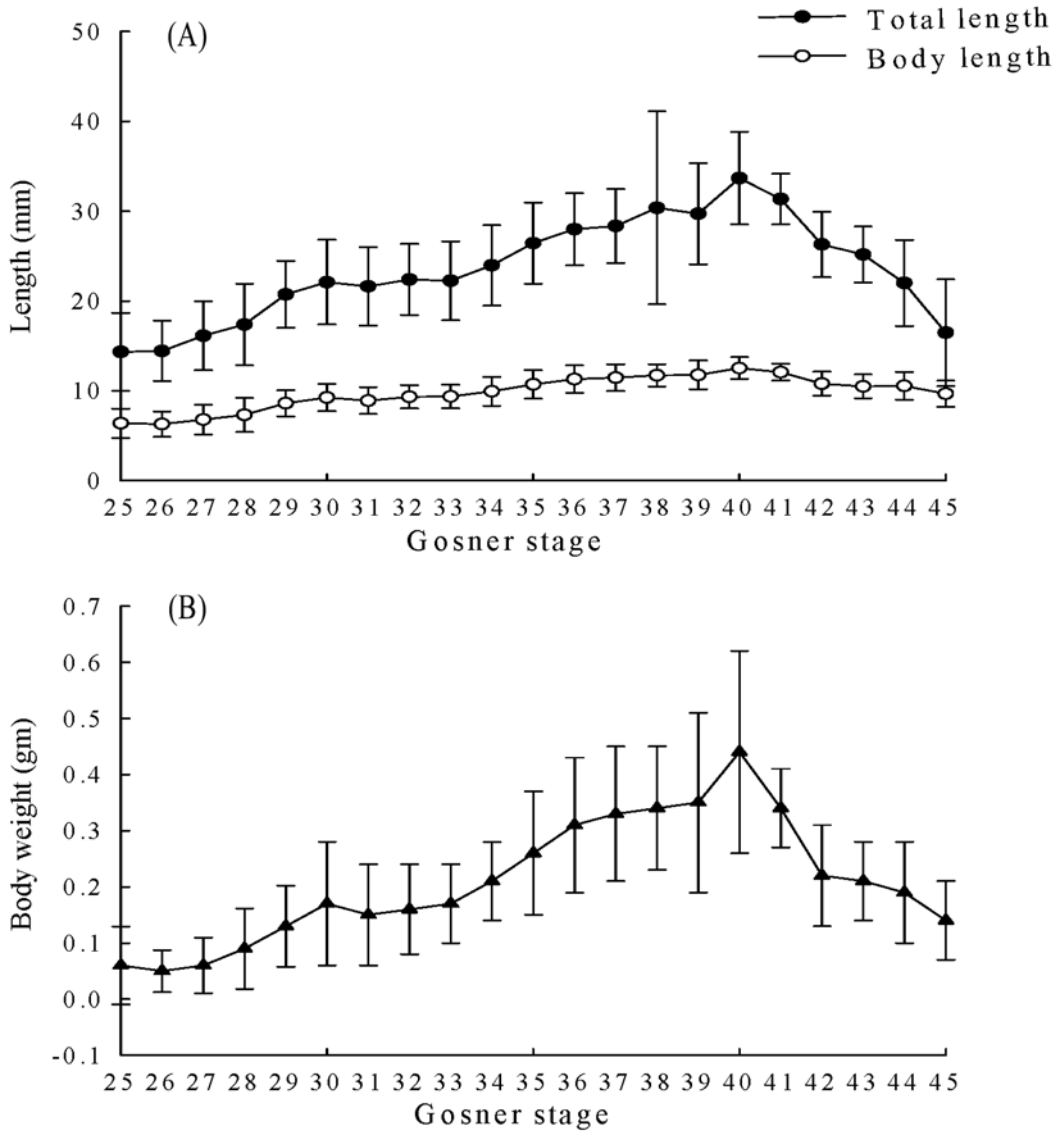 (A)
Total length
Body length
50
40
30
20
10
0
Length (mm)
25 26 27 28 29 30 31 32 33 34 35 36 37 38 39 40 41 42 43 44 45
Gosner stage
(B)
0.7
0.6
0.5
0.4
0.3
0.2
0.1
0.0
-0.1
Body weight (gm)
25 26 27 28 29 30 31 32 33 34 35 36 37 38 39 40 41 42 43 44 45
Gosner stage